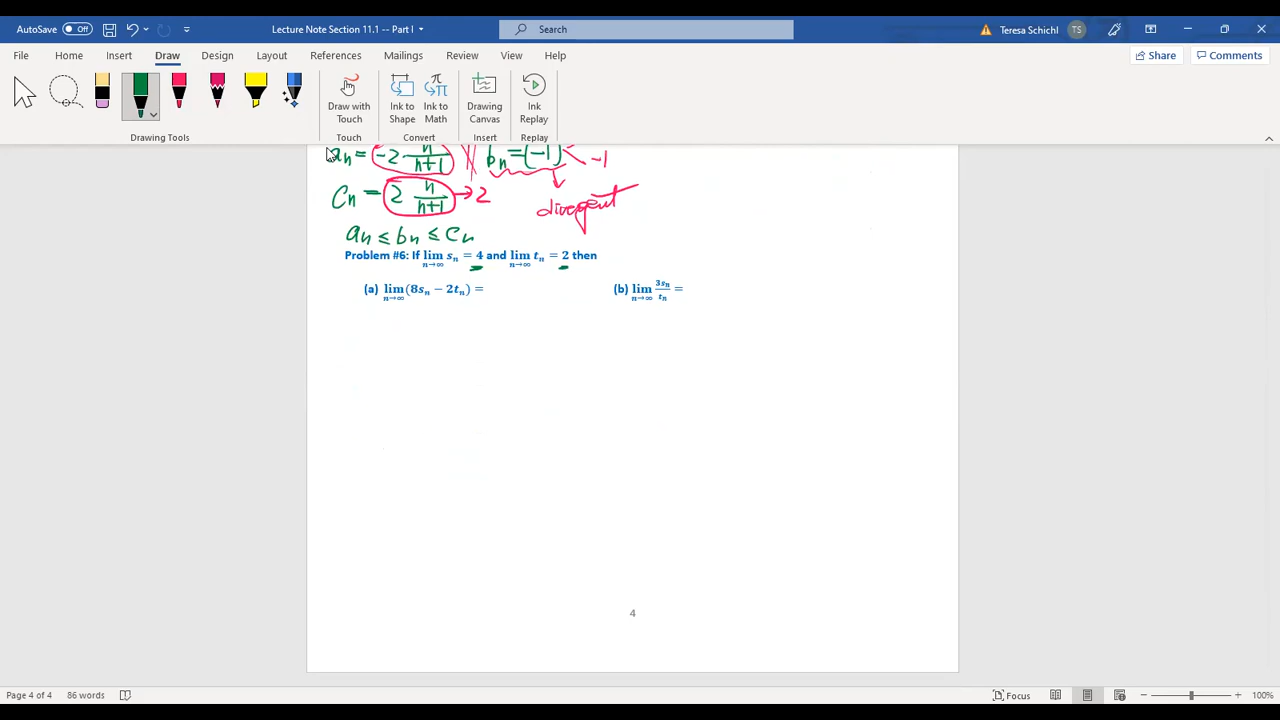 AutoSave Off Lecture Note Section 11.1 -- Part I Search Teresa Schichl TS
File Home Insert Draw Design Layout References Mailings Review View Help Share Comments
Draw with Touch Ink to Shape Ink to Math Drawing Canvas Ink Replay
Drawing Tools Touch Convert Insert Replay
aₙ = -2 n/(n+1) bₙ = (-1) -1
Cₙ = 2 n/(n+1) → 2 divergent
aₙ ≤ bₙ ≤ cₙ
Problem #6: If lim n→∞ sₙ = 4 and lim n→∞ tₙ = 2 then
(a) lim n→∞ (8sₙ − 2tₙ) = (b) lim n→∞ 3sₙ/tₙ =
4
Page 4 of 4 86 words Focus 100%